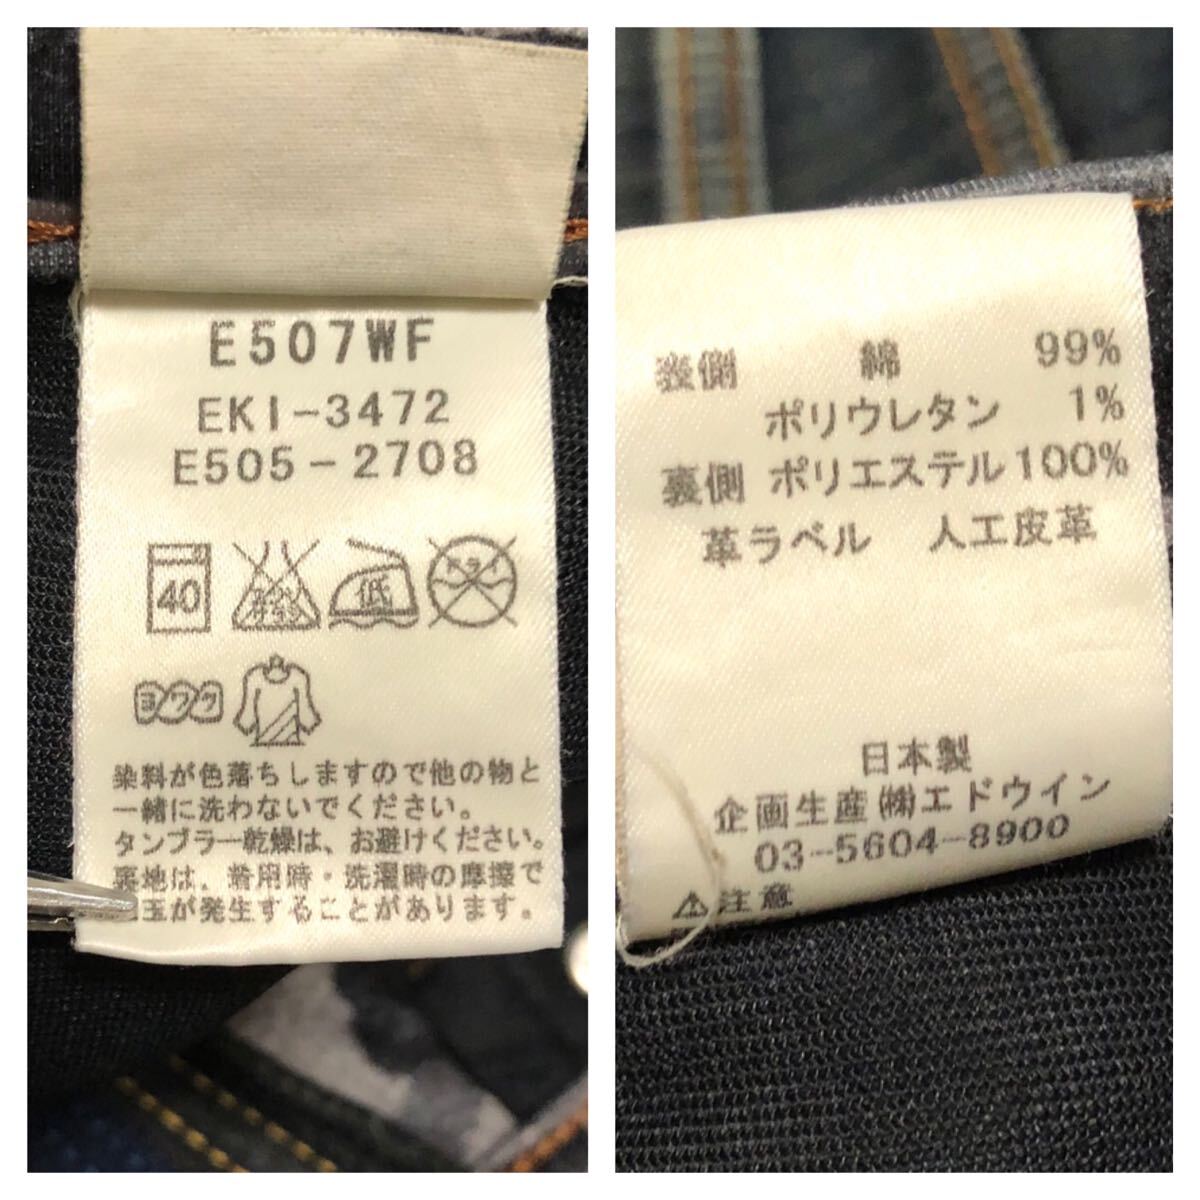 E507WF
EKI-3472
E505-2708
40
低
ドライ
ヨワク
染料が色落ちしますので他の物と
一緒に洗わないでください。
タンブラー乾燥は、お避けください。
裏地は、着用時・洗濯時の摩擦で
玉が発生することがあります。
表側 綿 99%
ポリウレタン 1%
裏側 ポリエステル100%
革ラベル 人工皮革
日本製
企画生産㈱エドウイン
03-5604-8900
⚠注意